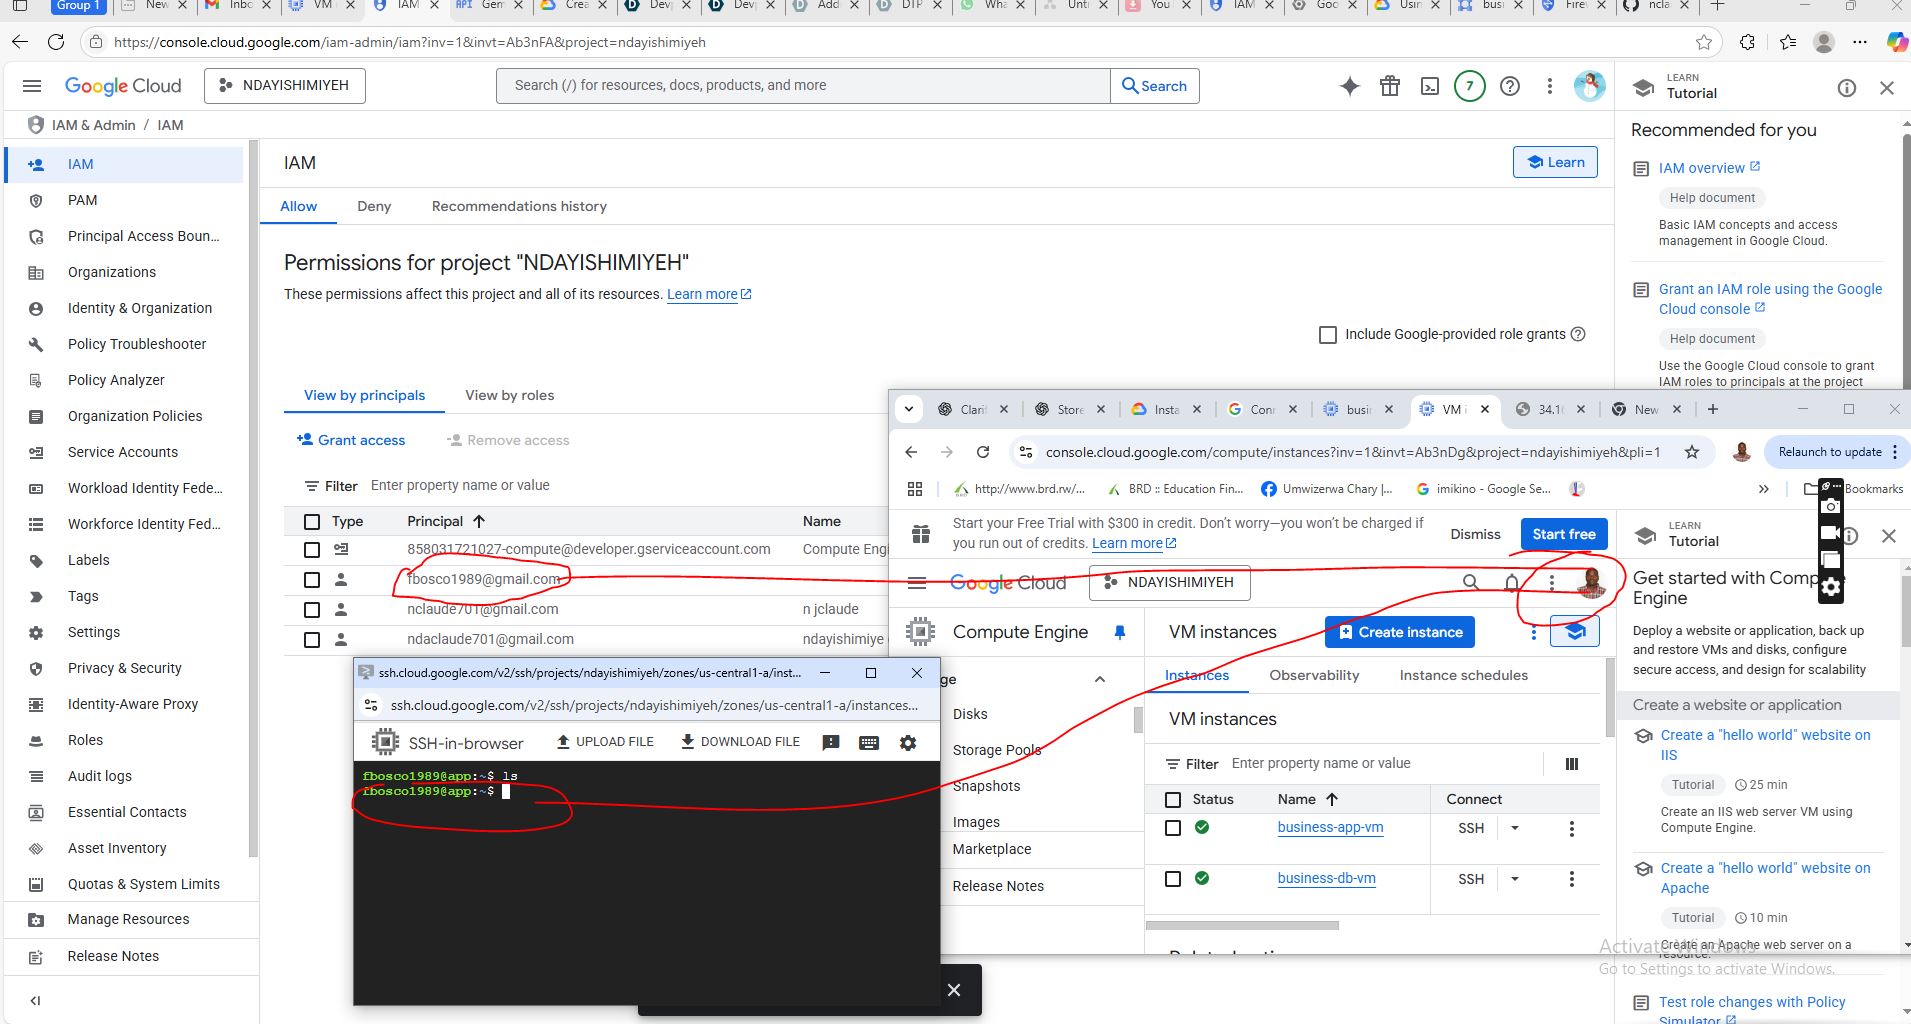 Group 1
New
Inbo
VM
IAM
API
Gem
Crea
Dev
Dev
Add
DTP
Wha
Unti
You
IAM
Goo
Usin
busi
Firev
ncla
https://console.cloud.google.com/iam-admin/iam?inv=1&invt=Ab3nFA&project=ndayishimiyeh
Google Cloud
NDAYISHIMIYEH
Search (/) for resources, docs, products, and more
Search
7
LEARN
Tutorial
IAM & Admin / IAM
IAM
PAM
Principal Access Boun...
Organizations
Identity & Organization
Policy Troubleshooter
Policy Analyzer
Organization Policies
Service Accounts
Workload Identity Fede...
Workforce Identity Fed...
Labels
Tags
Settings
Privacy & Security
Identity-Aware Proxy
Roles
Audit logs
Essential Contacts
Asset Inventory
Quotas & System Limits
Manage Resources
Release Notes
IAM
Learn
Allow
Deny
Recommendations history
Permissions for project "NDAYISHIMIYEH"
These permissions affect this project and all of its resources. Learn more
Include Google-provided role grants
View by principals
View by roles
Grant access
Remove access
Filter Enter property name or value
Type Principal Name
858031721027-compute@developer.gserviceaccount.com Compute Engi
fbosco1989@gmail.com
nclaude701@gmail.com n jclaude
ndaclaude701@gmail.com ndayishimiye
Recommended for you
IAM overview
Help document
Basic IAM concepts and access
management in Google Cloud.
Grant an IAM role using the Google
Cloud console
Help document
Use the Google Cloud console to grant
IAM roles to principals at the project
Clarif
Store
Insta
Conn
busin
VM i
34.1
New
console.cloud.google.com/compute/instances?inv=1&invt=Ab3nDg&project=ndayishimiyeh&pli=1
Relaunch to update
http://www.brd.rw/...
BRD :: Education Fin...
Umwizerwa Chary |...
imikino - Google Se...
Bookmarks
Start your Free Trial with $300 in credit. Don't worry—you won't be charged if
you run out of credits. Learn more
Dismiss
Start free
LEARN
Tutorial
Google Cloud
NDAYISHIMIYEH
Compute Engine
VM instances
Create instance
ge
Disks
Storage Pools
Snapshots
Images
Marketplace
Release Notes
Instances
Observability
Instance schedules
VM instances
Filter Enter property name or value
Status Name Connect
business-app-vm SSH
business-db-vm SSH
Get started with Comp e
Engine
Deploy a website or application, back up
and restore VMs and disks, configure
secure access, and design for scalability
Create a website or application
Create a "hello world" website on
IIS
Tutorial 25 min
Create an IIS web server VM using
Compute Engine.
Create a "hello world" website on
Apache
Tutorial 10 min
Create an Apache web server on a
resource.
Activate Windows
Go to Settings to activate Windows.
Test role changes with Policy
Simulator
ssh.cloud.google.com/v2/ssh/projects/ndayishimiyeh/zones/us-central1-a/inst...
ssh.cloud.google.com/v2/ssh/projects/ndayishimiyeh/zones/us-central1-a/instances...
SSH-in-browser
UPLOAD FILE
DOWNLOAD FILE
fbosco1989@app:~$ ls
fbosco1989@app:~$